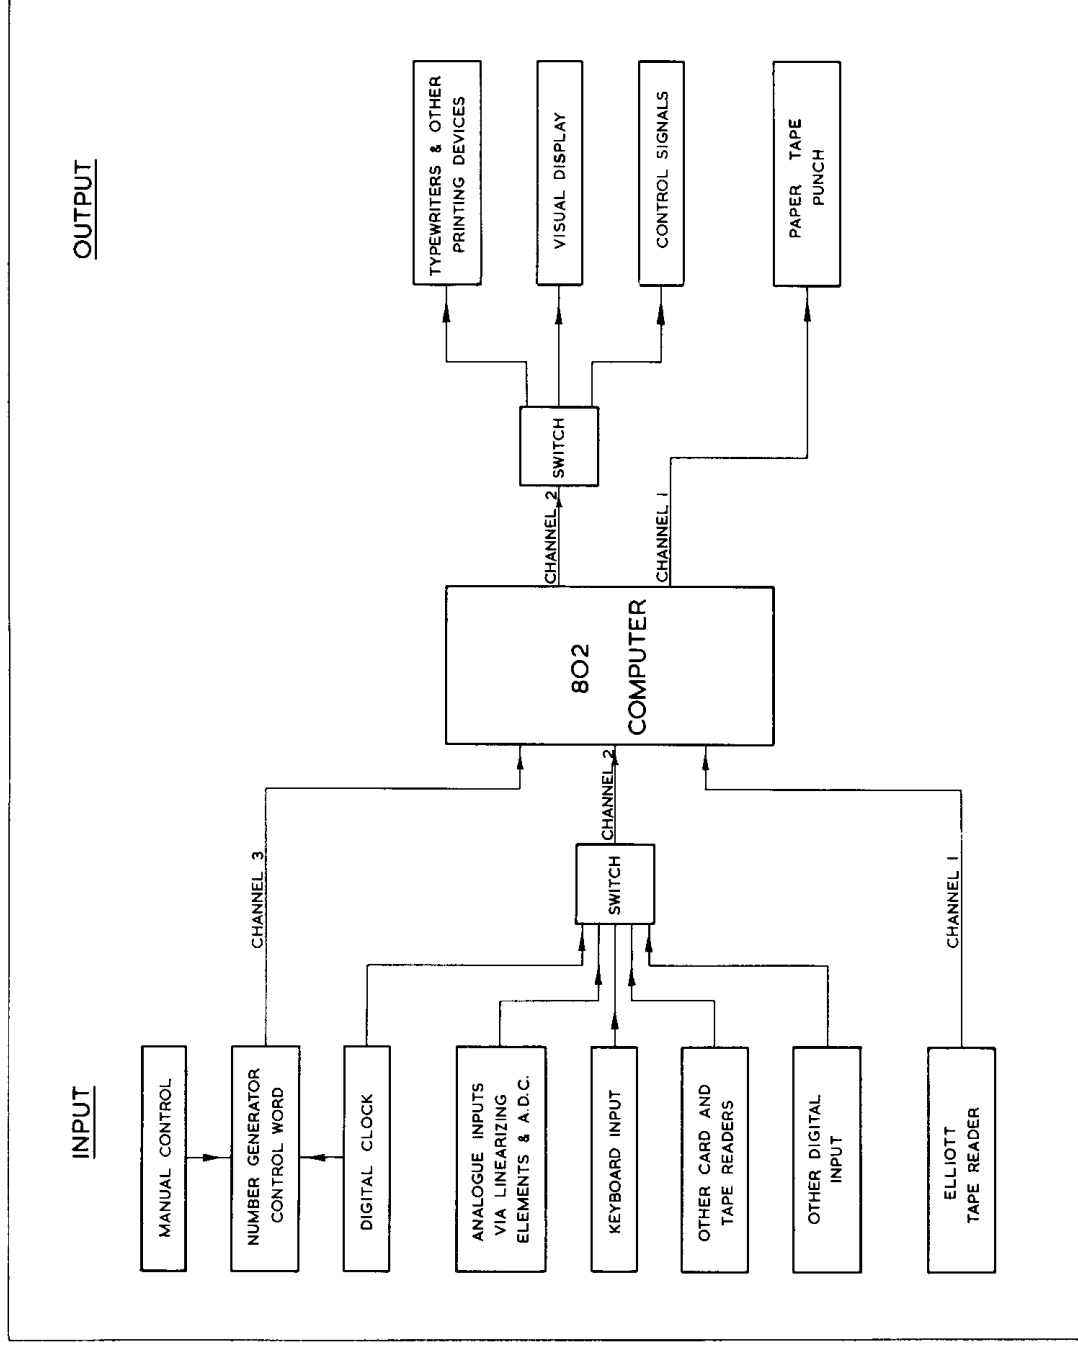 INPUT
MANUAL CONTROL
NUMBER GENERATOR
CONTROL WORD
DIGITAL CLOCK
ANALOGUE INPUTS
VIA LINEARIZING
ELEMENTS & A.D.C.
KEYBOARD INPUT
OTHER CARD AND
TAPE READERS
OTHER DIGITAL
INPUT
ELLIOTT
TAPE READER
CHANNEL 3
SWITCH
CHANNEL 2
CHANNEL 1
802
COMPUTER
CHANNEL 2
CHANNEL 1
SWITCH
OUTPUT
TYPEWRITERS & OTHER
PRINTING DEVICES
VISUAL DISPLAY
CONTROL SIGNALS
PAPER TAPE
PUNCH